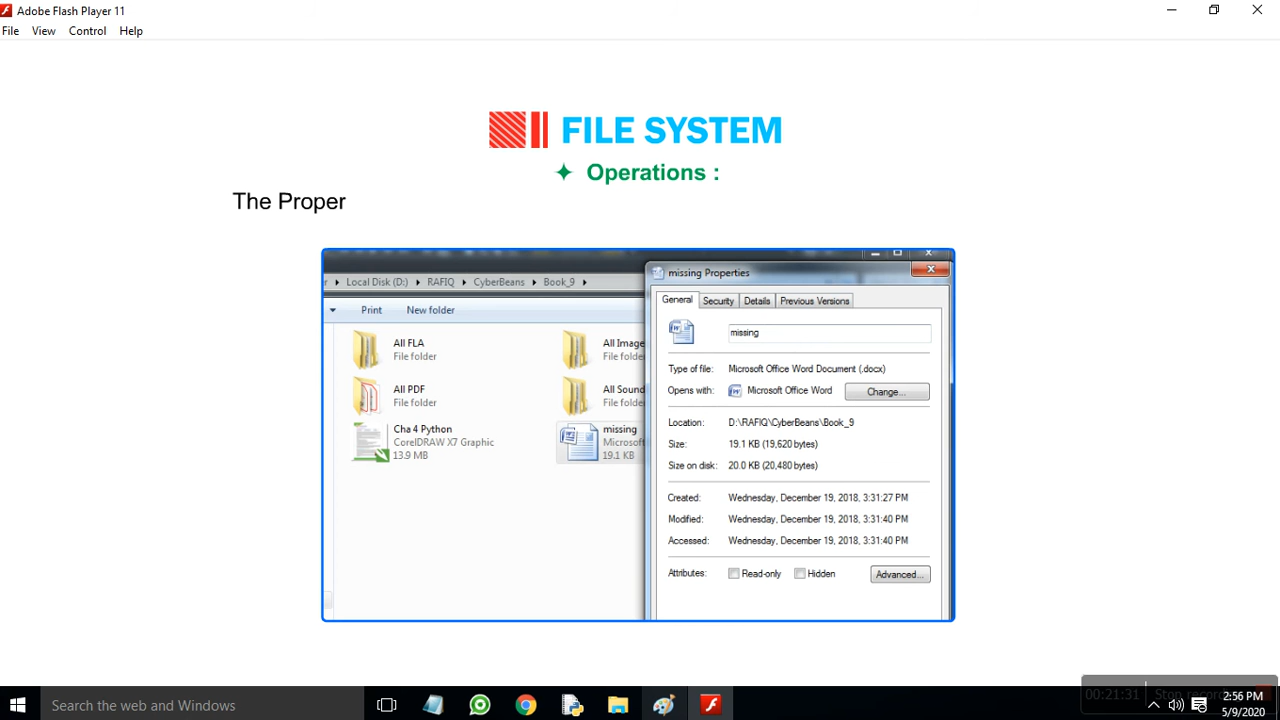 Adobe Flash Player 11
File View Control Help
FILE SYSTEM
Operations :
The Proper
Local Disk (D:) RAFIQ CyberBeans Book_9
Print New folder
All FLA
File folder
All Image
File folde
All PDF
File folder
All Sound
File folde
Cha 4 Python
CorelDRAW X7 Graphic
13.9 MB
missing
Microsof
19.1 KB
missing Properties
General Security Details Previous Versions
missing
Type of file: Microsoft Office Word Document (.docx)
Opens with: Microsoft Office Word Change...
Location: D:\RAFIQ\CyberBeans\Book_9
Size: 19.1 KB (19,620 bytes)
Size on disk: 20.0 KB (20,480 bytes)
Created: Wednesday, December 19, 2018, 3:31:27 PM
Modified: Wednesday, December 19, 2018, 3:31:40 PM
Accessed: Wednesday, December 19, 2018, 3:31:40 PM
Attributes: Read-only Hidden Advanced...
Search the web and Windows
00:21:31 Stop
2:56 PM
5/9/2020